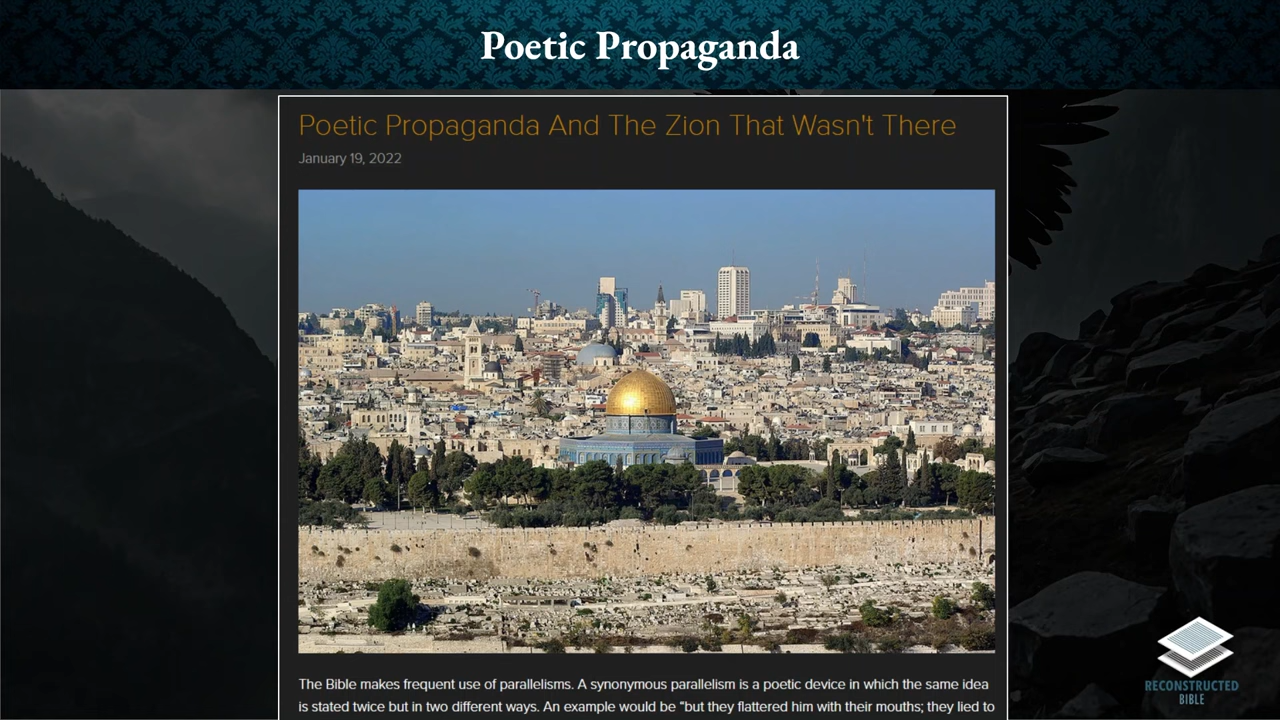 Poetic Propaganda
Poetic Propaganda And The Zion That Wasn't There
January 19, 2022
The Bible makes frequent use of parallelisms. A synonymous parallelism is a poetic device in which the same idea
is stated twice but in two different ways. An example would be "but they flattered him with their mouths; they lied to
RECONSTRUCTED
BIBLE